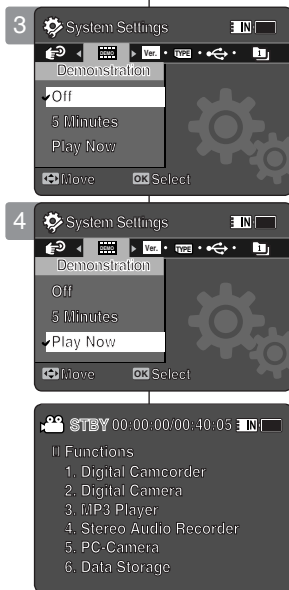 3
System Settings
IN
DEMO Ver. TYPE 1
Demonstration
Off
5 Minutes
Play Now
Move OK Select
4
System Settings
IN
DEMO Ver. TYPE 1
Demonstration
Off
5 Minutes
Play Now
Move OK Select
STBY 00:00:00/00:40:05 IN
Functions
1. Digital Camcorder
2. Digital Camera
3. MP3 Player
4. Stereo Audio Recorder
5. PC-Camera
6. Data Storage